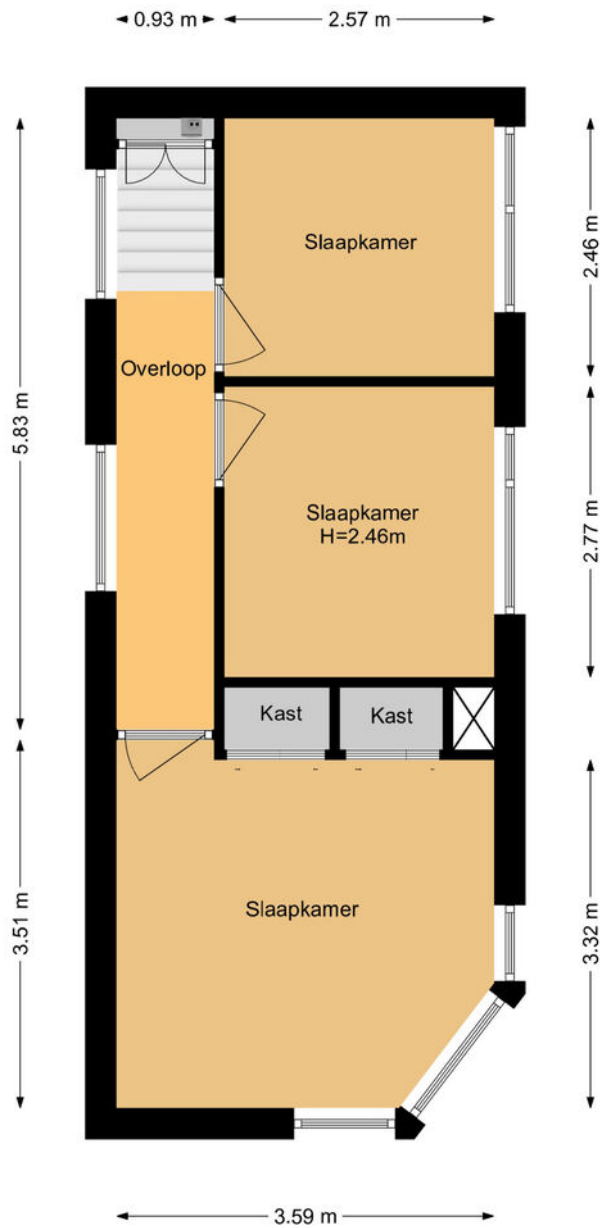 0.93 m
2.57 m
Slaapkamer
2.46 m
Overloop
5.83 m
Slaapkamer
H=2.46m
2.77 m
Kast
Kast
Slaapkamer
3.51 m
3.32 m
3.59 m